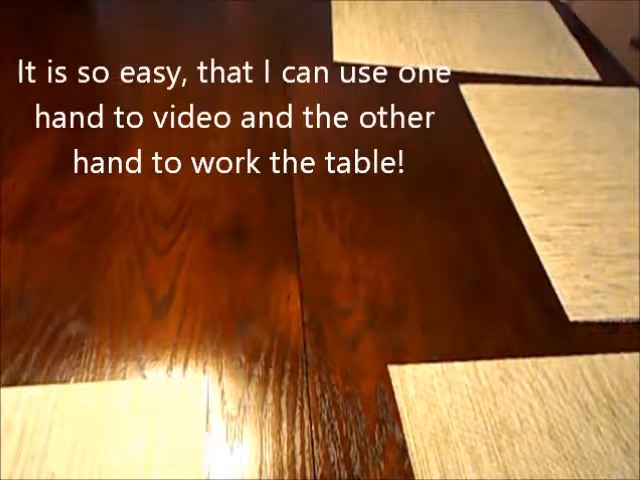 It is so easy, that I can use one
hand to video and the other
hand to work the table!